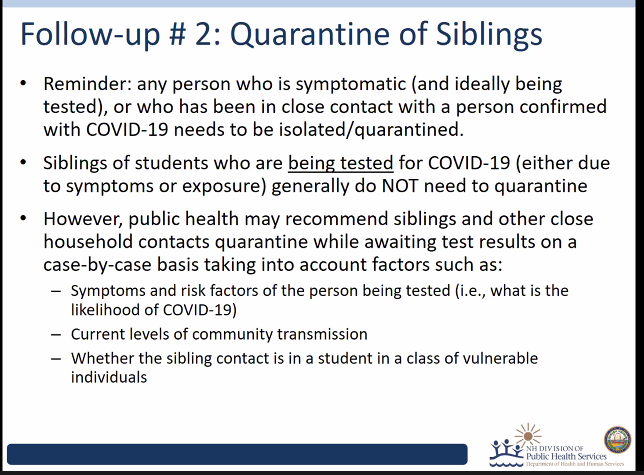 Follow-up # 2: Quarantine of Siblings
• Reminder: any person who is symptomatic (and ideally being
tested), or who has been in close contact with a person confirmed
with COVID-19 needs to be isolated/quarantined.
• Siblings of students who are being tested for COVID-19 (either due
to symptoms or exposure) generally do NOT need to quarantine
• However, public health may recommend siblings and other close
household contacts quarantine while awaiting test results on a
case-by-case basis taking into account factors such as:
– Symptoms and risk factors of the person being tested (i.e., what is the
likelihood of COVID-19)
– Current levels of community transmission
– Whether the sibling contact is in a student in a class of vulnerable
individuals
NH DIVISION OF
Public Health Services
Department of Health and Human Services